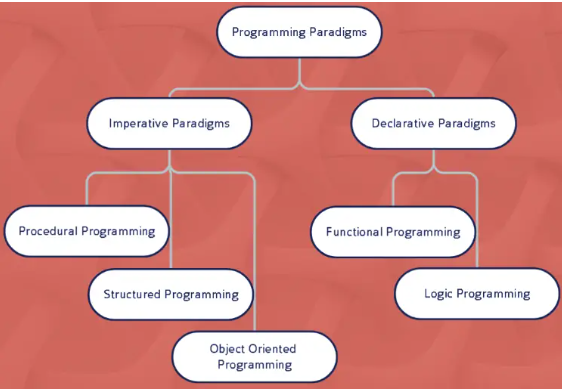 Programming Paradigms
Imperative Paradigms
Declarative Paradigms
Procedural Programming
Functional Programming
Structured Programming
Logic Programming
Object Oriented
Programming